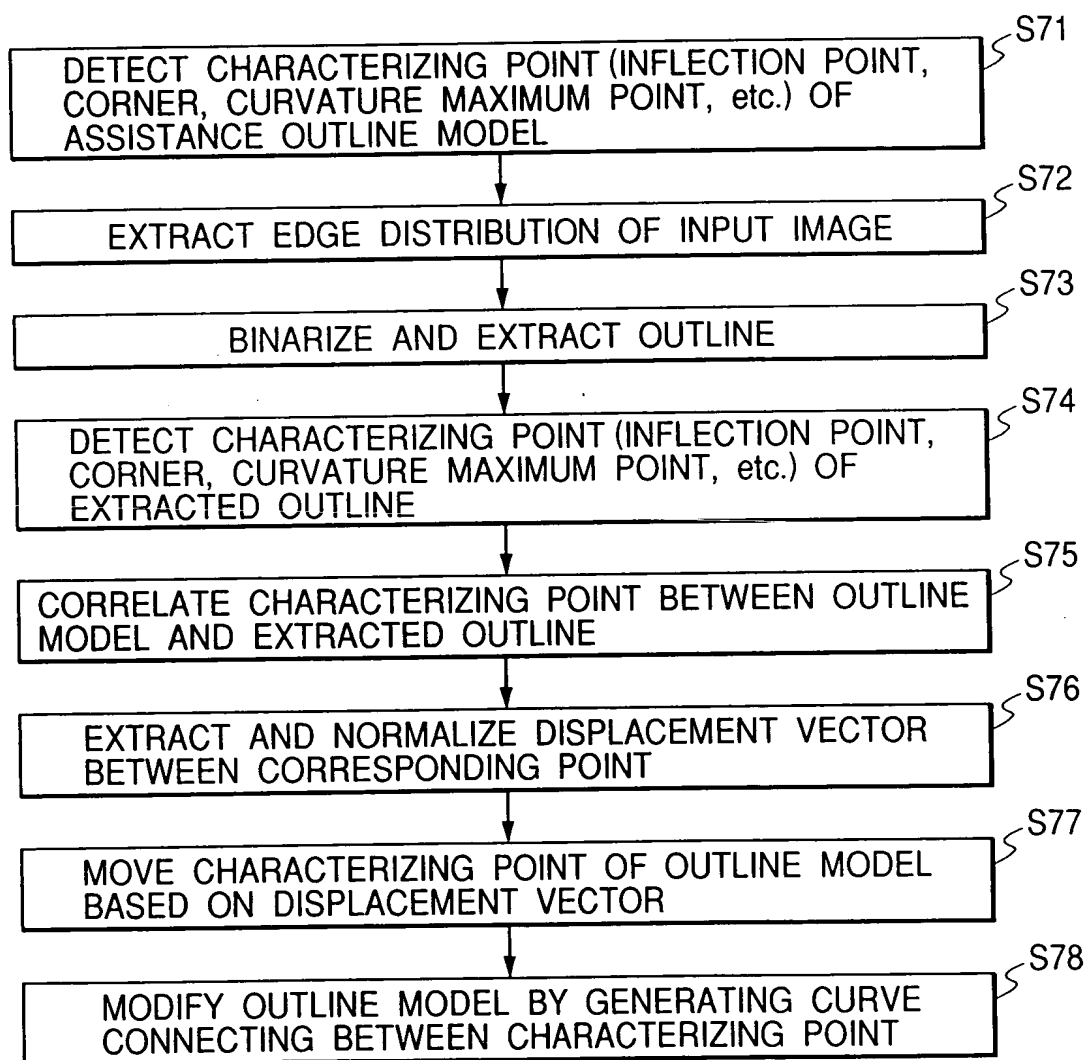 S71
DETECT CHARACTERIZING POINT (INFLECTION POINT,
CORNER, CURVATURE MAXIMUM POINT, etc.) OF
ASSISTANCE OUTLINE MODEL
S72
EXTRACT EDGE DISTRIBUTION OF INPUT IMAGE
S73
BINARIZE AND EXTRACT OUTLINE
S74
DETECT CHARACTERIZING POINT (INFLECTION POINT,
CORNER, CURVATURE MAXIMUM POINT, etc.) OF
EXTRACTED OUTLINE
S75
CORRELATE CHARACTERIZING POINT BETWEEN OUTLINE
MODEL AND EXTRACTED OUTLINE
S76
EXTRACT AND NORMALIZE DISPLACEMENT VECTOR
BETWEEN CORRESPONDING POINT
S77
MOVE CHARACTERIZING POINT OF OUTLINE MODEL
BASED ON DISPLACEMENT VECTOR
S78
MODIFY OUTLINE MODEL BY GENERATING CURVE
CONNECTING BETWEEN CHARACTERIZING POINT